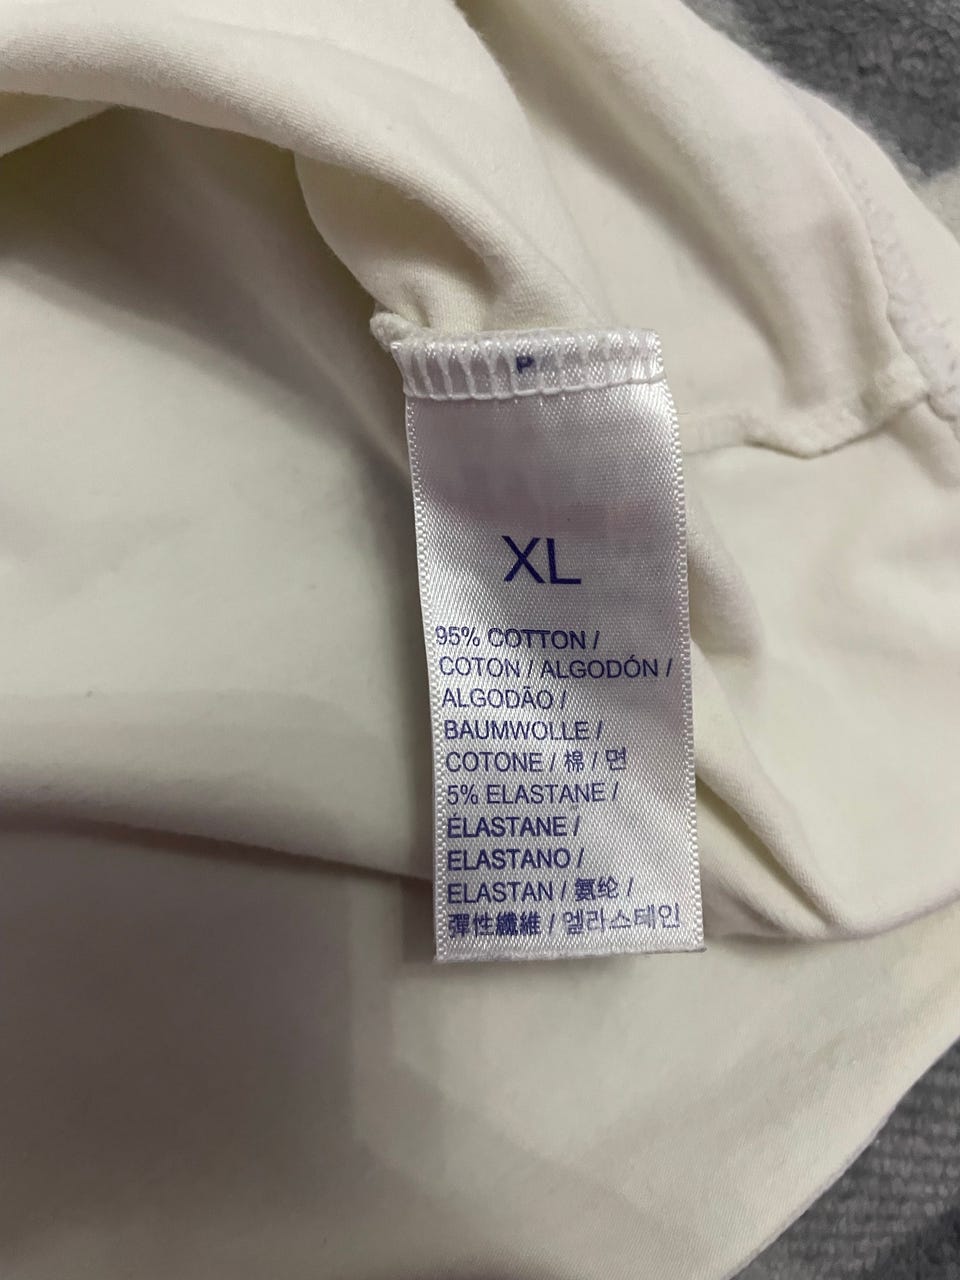 P
XL
95% COTTON /
COTON / ALGODÓN /
ALGODÃO /
BAUMWOLLE /
COTONE / 棉 / 면
5% ELASTANE /
ÉLASTANE /
ELASTANO /
ELASTAN / 氨纶 /
彈性纖維 / 엘라스테인